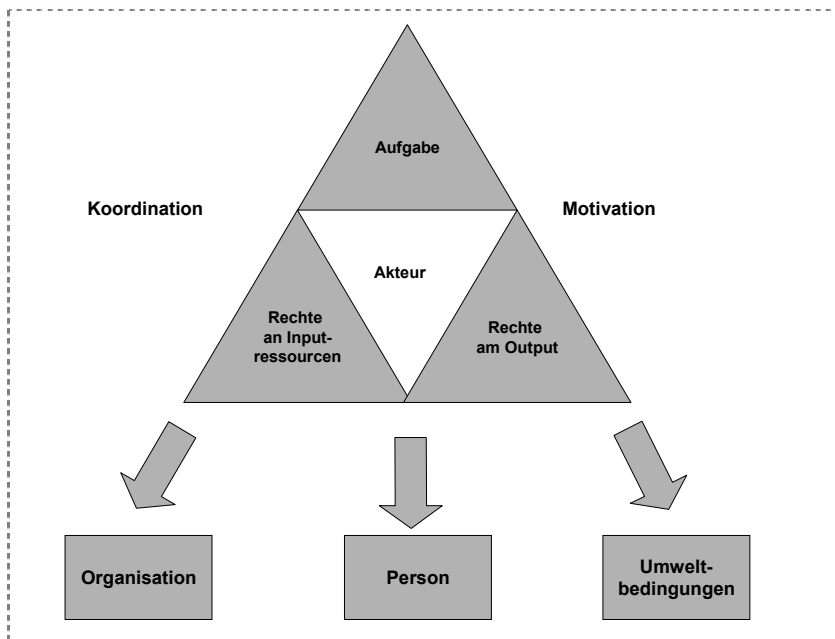 Aufgabe
Koordination
Motivation
Akteur
Rechte
an Input-
ressourcen
Rechte
am Output
Organisation
Person
Umwelt-
bedingungen